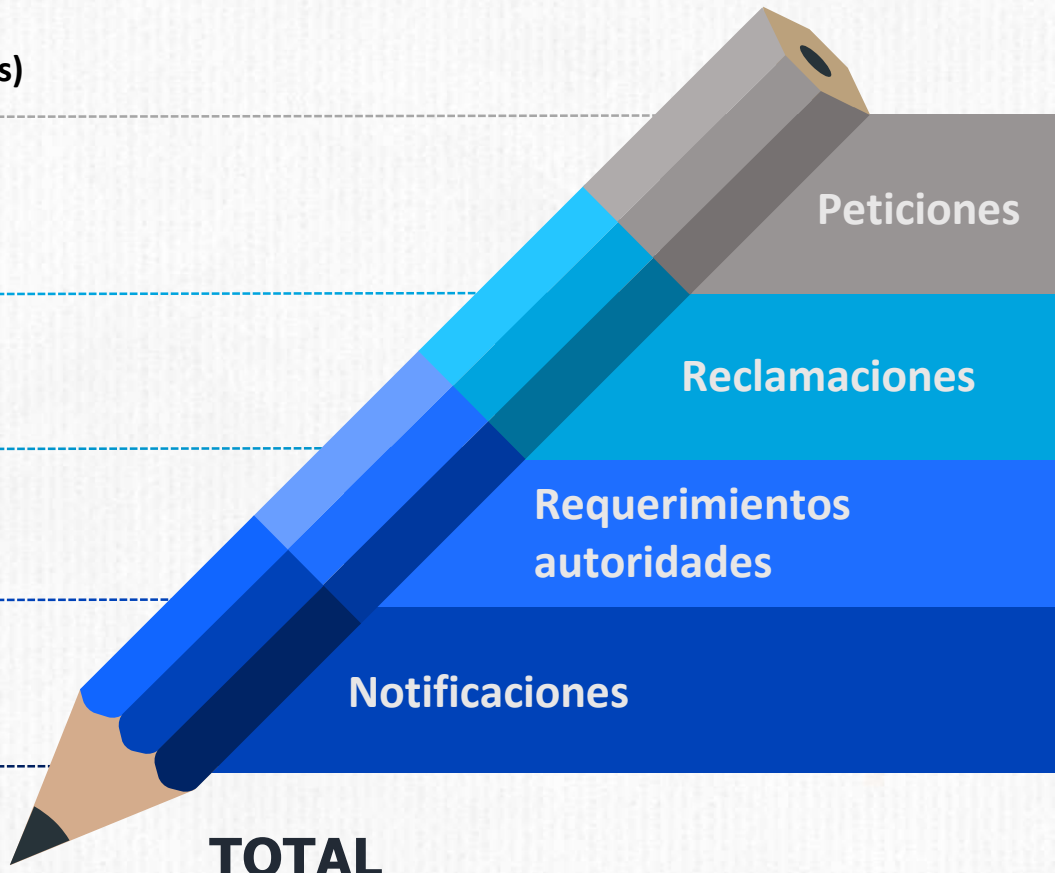 s)
Peticiones
Reclamaciones
Requerimientos
autoridades
Notificaciones
TOTAL